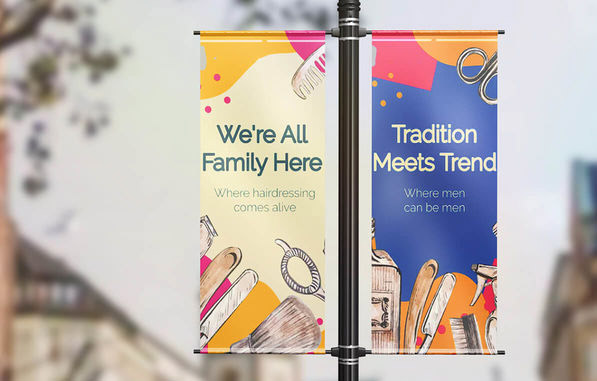 We're All
Family Here
Where hairdressing
comes alive
Tradition
Meets Trend
Where men
can be men